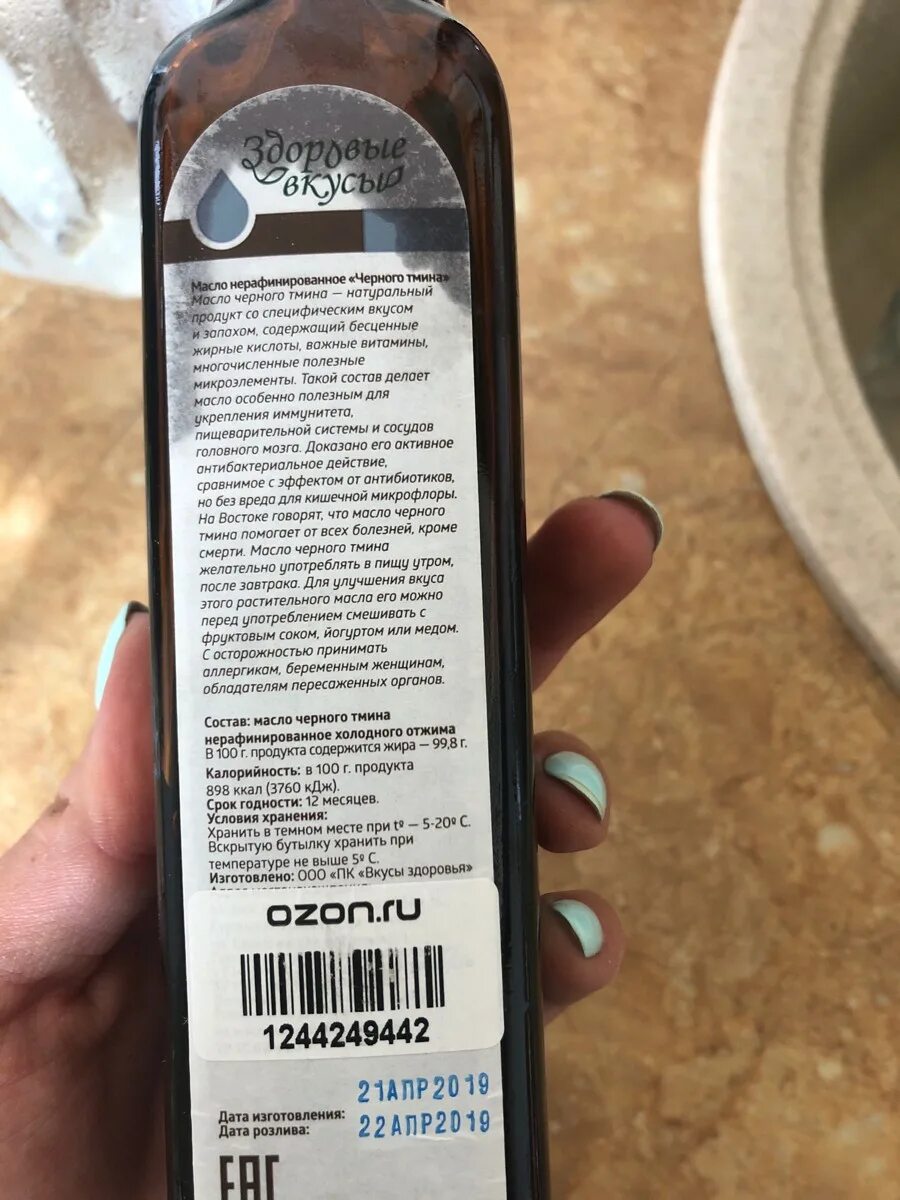 Здоровые
вкусы
Масло нерафинированное «Черного тмина»
Масло черного тмина — натуральный
продукт со специфическим вкусом
и запахом, содержащий бесценные
жирные кислоты, важные витамины,
многочисленные полезные
микроэлементы. Такой состав делает
масло особенно полезным для
укрепления иммунитета,
пищеварительной системы и сосудов
головного мозга. Доказано его активное
антибактериальное действие,
сравнимое с эффектом от антибиотиков,
но без вреда для кишечной микрофлоры.
На Востоке говорят, что масло черного
тмина помогает от всех болезней, кроме
смерти. Масло черного тмина
желательно употреблять в пищу утром,
после завтрака. Для улучшения вкуса
этого растительного масла его можно
перед употреблением смешивать с
фруктовым соком, йогуртом или медом.
С осторожностью принимать
аллергикам, беременным женщинам,
обладателям пересаженных органов.
Состав: масло черного тмина
нерафинированное холодного отжима
В 100 г. продукта содержится жира — 99,8 г.
Калорийность: в 100 г. продукта
898 ккал (3760 кДж).
Срок годности: 12 месяцев.
Условия хранения:
Хранить в темном месте при tº — 5-20º С.
Вскрытую бутылку хранить при
температуре не выше 5º С.
Изготовлено: ООО «ПК «Вкусы здоровья»
ozon.ru
1244249442
21АПР2019
Дата изготовления:
Дата розлива: 22АПР2019
ЕАС